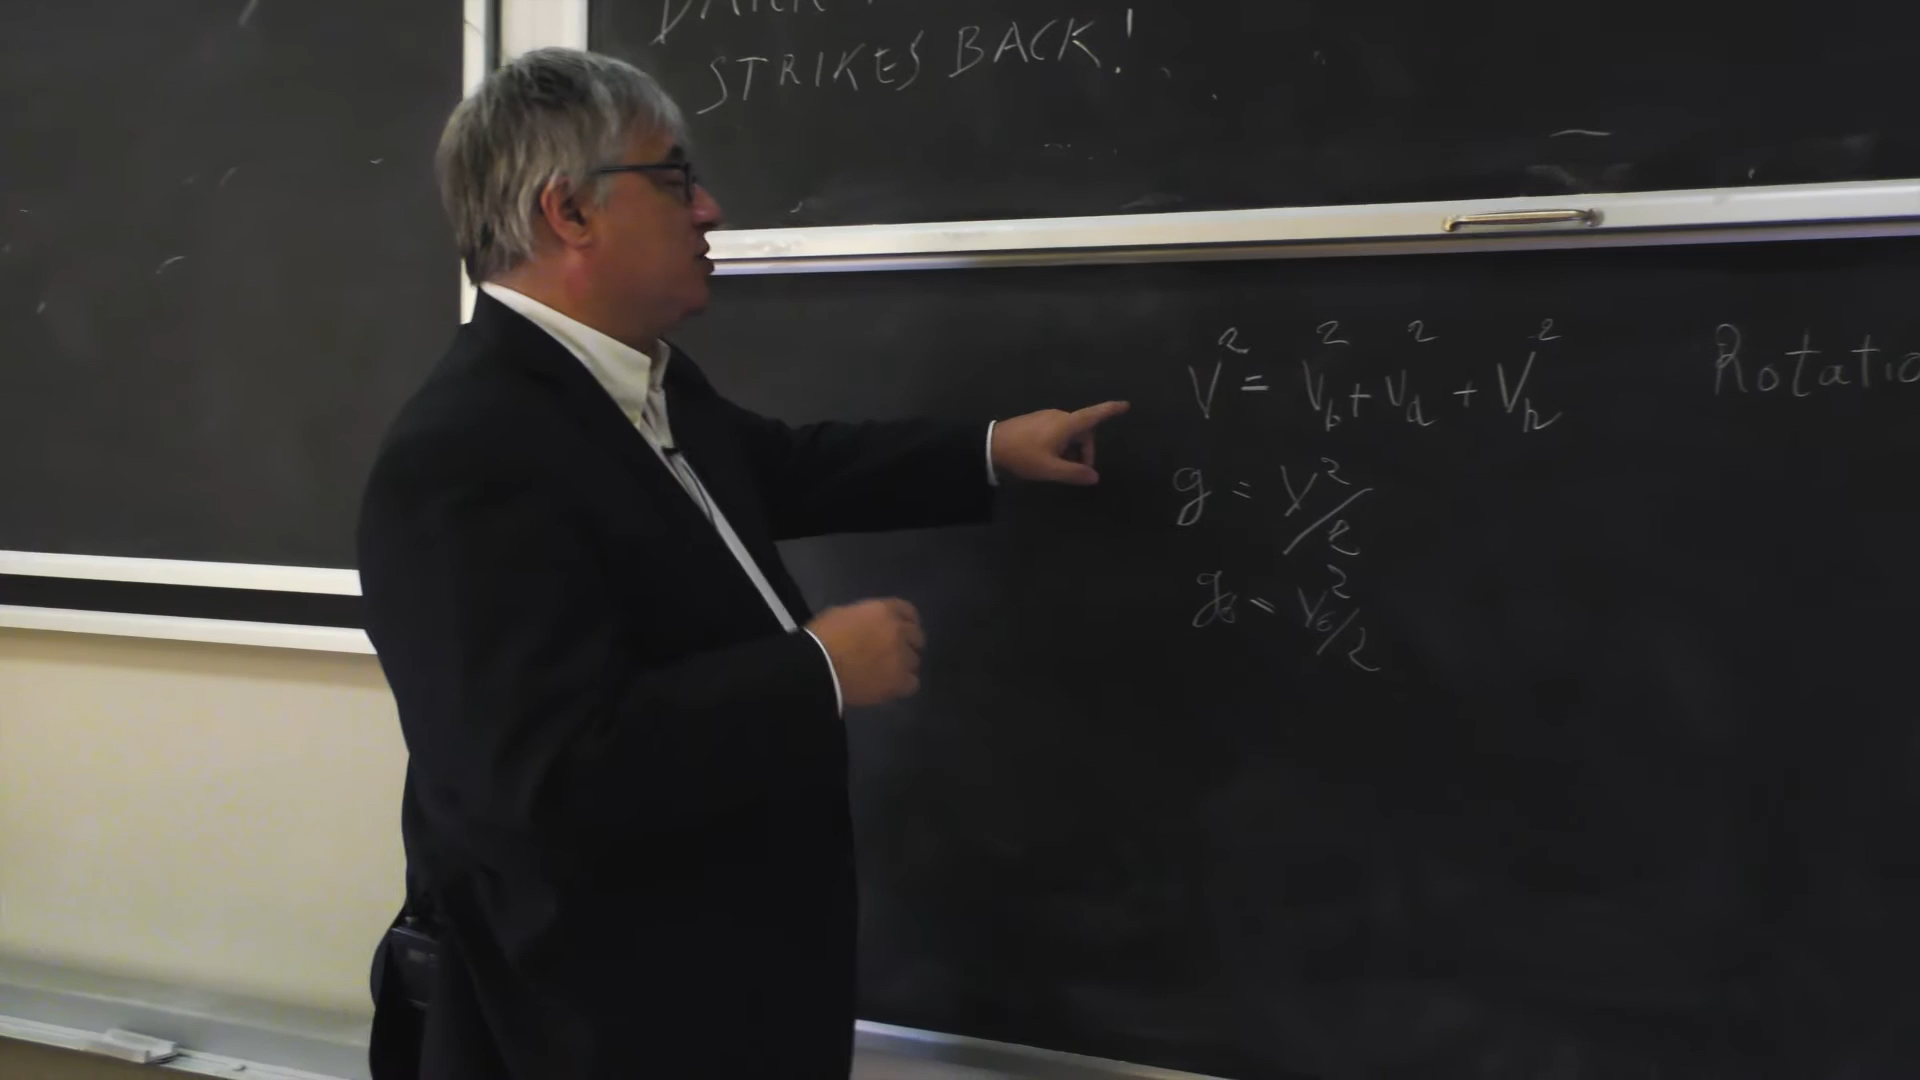 STRIKES BACK!
V² = V_b² + V_d² + V_h²
Rotatio
g = V²/r
g_b = V_b²/r